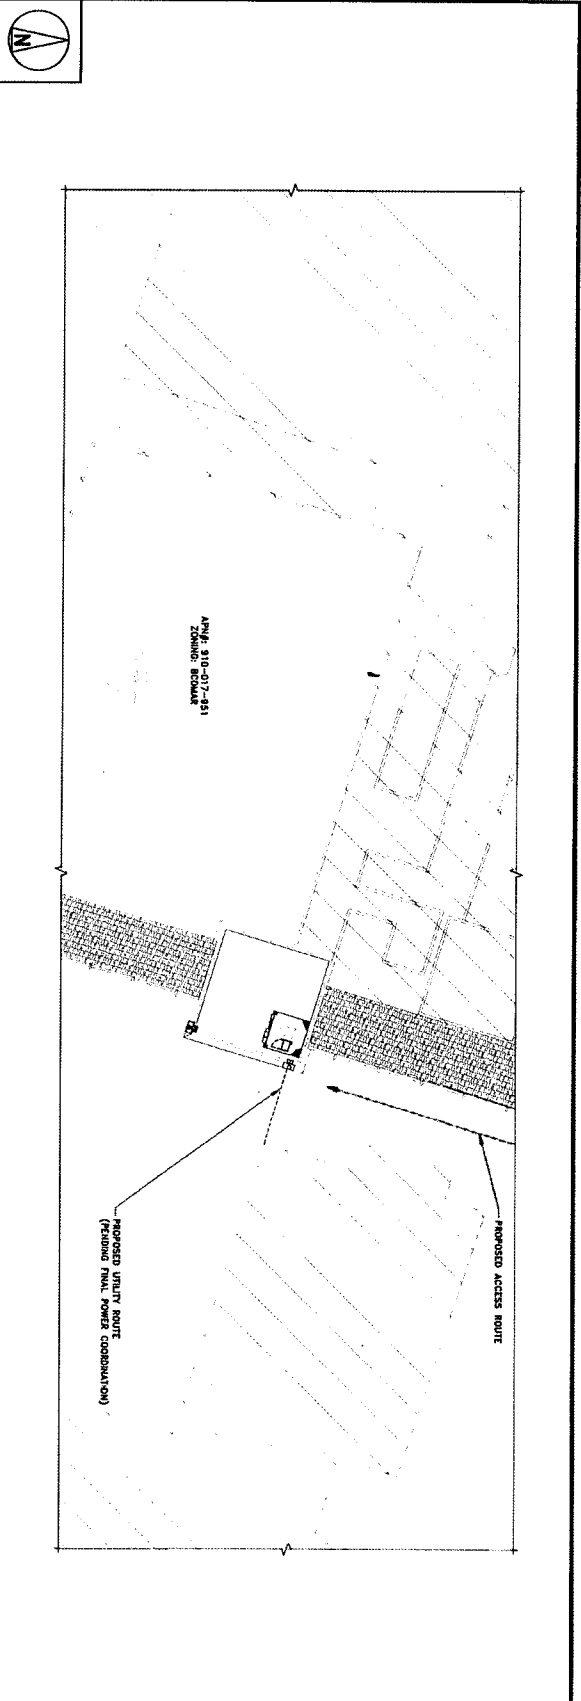 N
APN#: 910-017-951
ZONING: BCOMAR
PROPOSED ACCESS ROUTE
PROPOSED UTILITY ROUTE
(PENDING FINAL POWER COORDINATION)